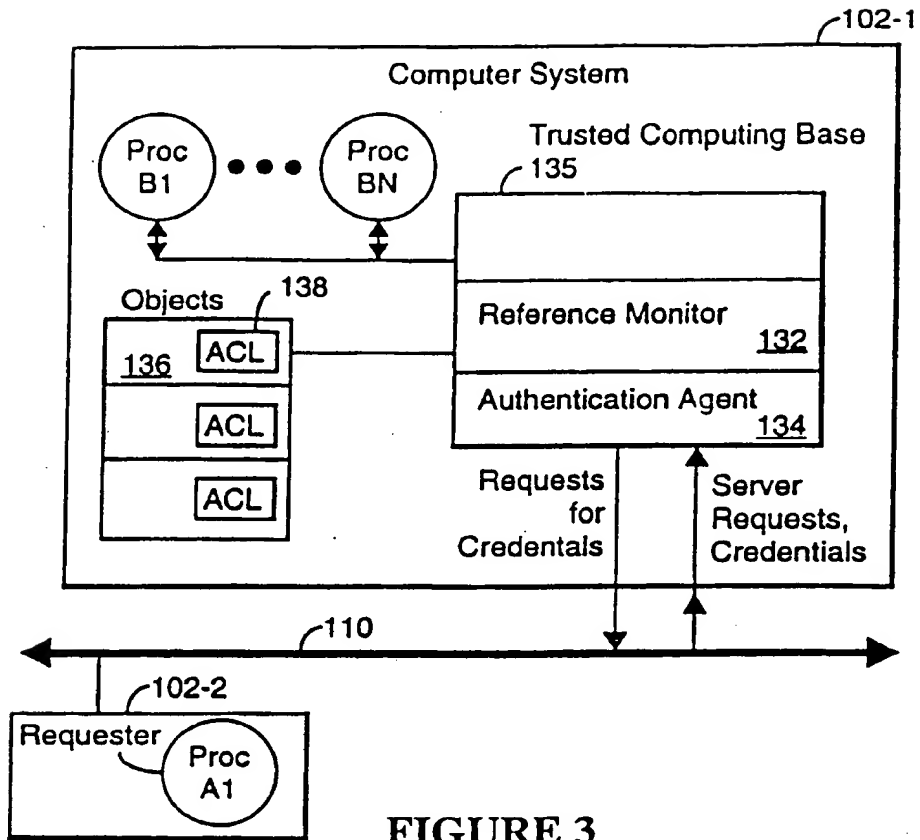 102-1
Computer System
Proc
B1
Proc
BN
Trusted Computing Base
135
Objects
138
136
ACL
ACL
ACL
Reference Monitor
132
Authentication Agent
134
Requests
for
Credentals
Server
Requests,
Credentials
110
102-2
Requester
Proc
A1
FIGURE 3